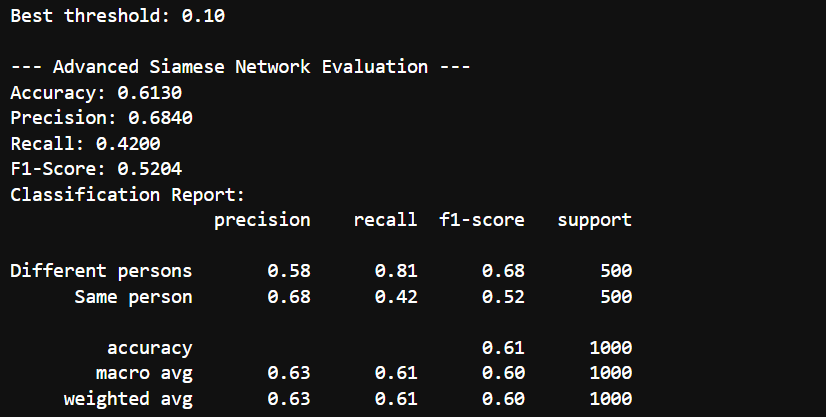 Best threshold: 0.10
--- Advanced Siamese Network Evaluation ---
Accuracy: 0.6130
Precision: 0.6840
Recall: 0.4200
F1-Score: 0.5204
Classification Report:
precision recall f1-score support
Different persons 0.58 0.81 0.68 500
Same person 0.68 0.42 0.52 500
accuracy 0.61 1000
macro avg 0.63 0.61 0.60 1000
weighted avg 0.63 0.61 0.60 1000